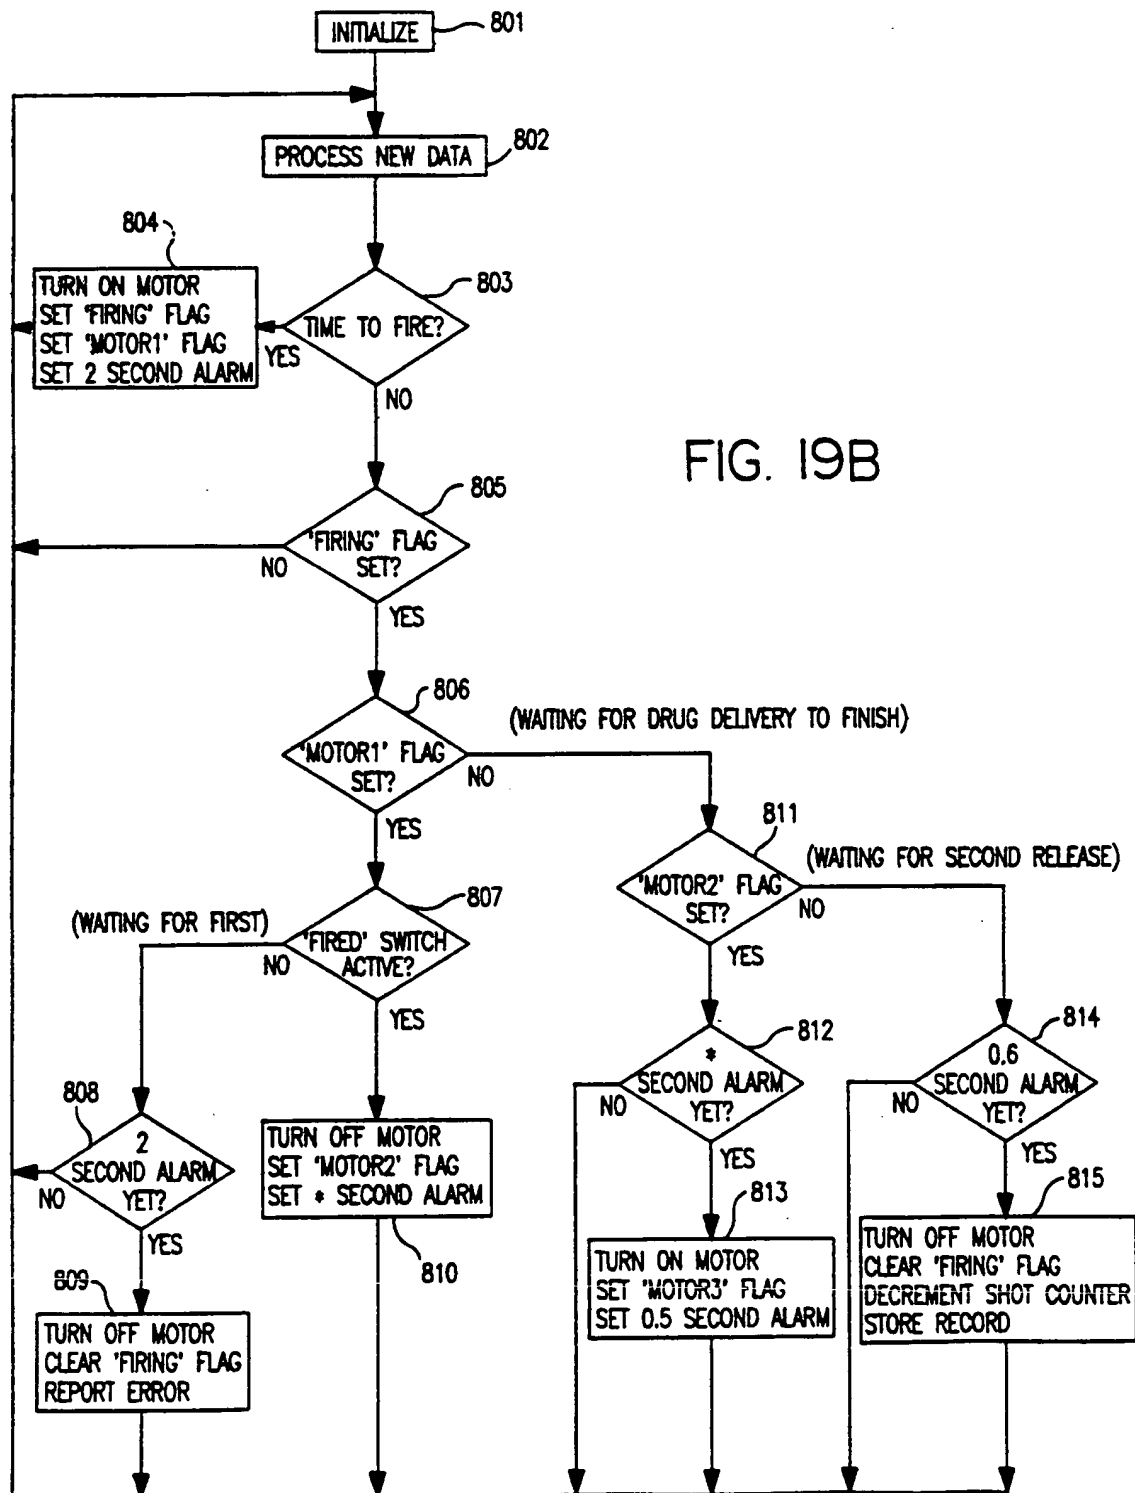 INITIALIZE
801
PROCESS NEW DATA
802
804
TURN ON MOTOR
SET 'FIRING' FLAG
SET 'MOTOR1' FLAG
SET 2 SECOND ALARM
TIME TO FIRE?
803
YES
NO
FIG. 19B
805
'FIRING' FLAG
SET?
NO
YES
806
'MOTOR1' FLAG
SET?
(WAITING FOR DRUG DELIVERY TO FINISH)
NO
YES
811
'MOTOR2' FLAG
SET?
(WAITING FOR SECOND RELEASE)
NO
YES
807
(WAITING FOR FIRST)
'FIRED' SWITCH
ACTIVE?
NO
YES
812
*
SECOND ALARM
YET?
NO
YES
814
0.6
SECOND ALARM
YET?
NO
YES
808
2
SECOND ALARM
YET?
NO
YES
TURN OFF MOTOR
SET 'MOTOR2' FLAG
SET * SECOND ALARM
810
813
TURN ON MOTOR
SET 'MOTOR3' FLAG
SET 0.5 SECOND ALARM
815
TURN OFF MOTOR
CLEAR 'FIRING' FLAG
DECREMENT SHOT COUNTER
STORE RECORD
809
TURN OFF MOTOR
CLEAR 'FIRING' FLAG
REPORT ERROR